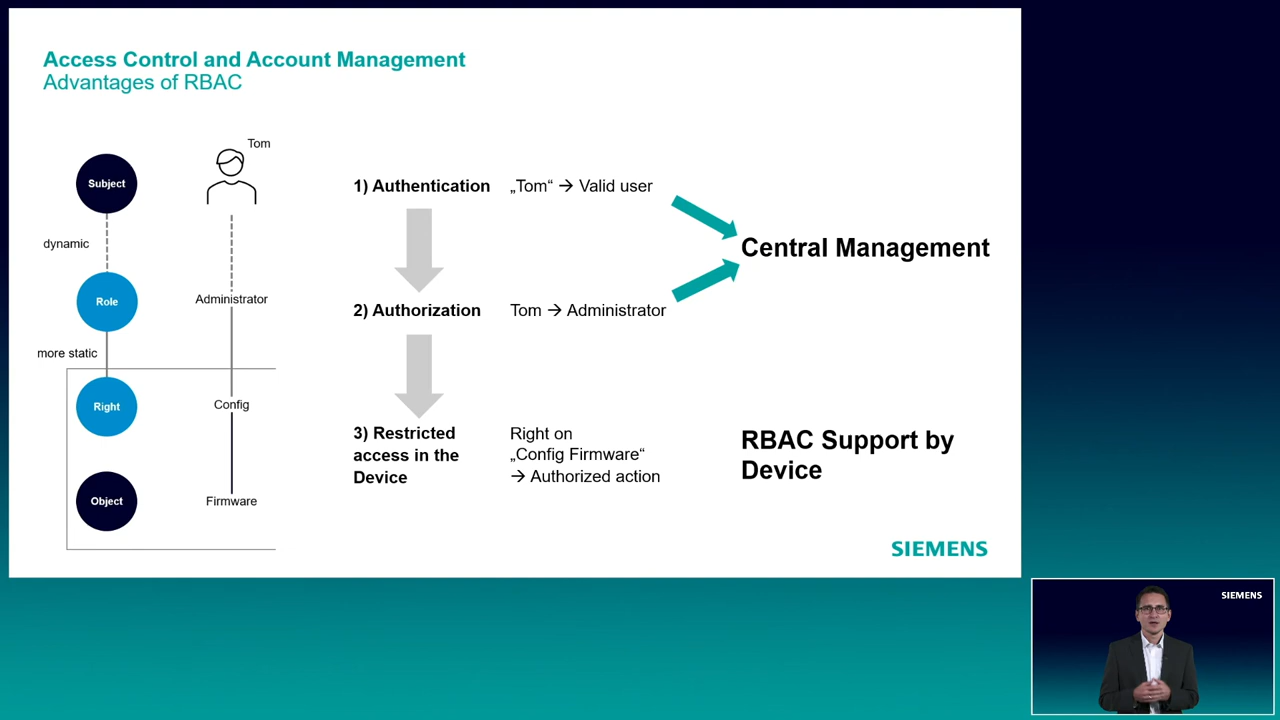 Access Control and Account Management
Advantages of RBAC
Tom
Subject
dynamic
Role
Administrator
more static
Right
Config
Object
Firmware
1) Authentication
„Tom“ → Valid user
2) Authorization
Tom → Administrator
3) Restricted
access in the
Device
Right on
„Config Firmware“
→ Authorized action
Central Management
RBAC Support by
Device
SIEMENS
SIEMENS